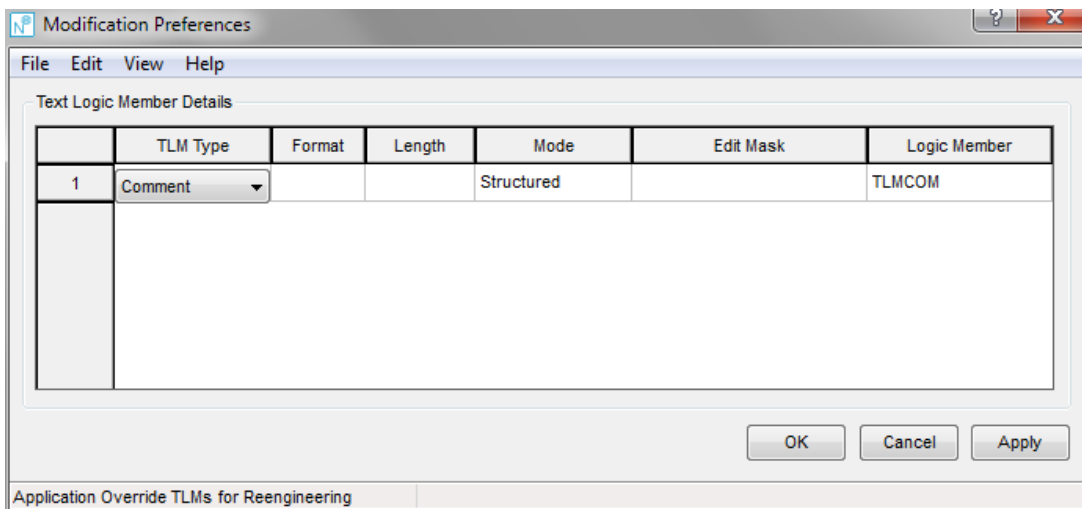 N Modification Preferences ? X
File Edit View Help
Text Logic Member Details
TLM Type Format Length Mode Edit Mask Logic Member
1 Comment Structured TLMCOM
OK Cancel Apply
Application Override TLMs for Reengineering